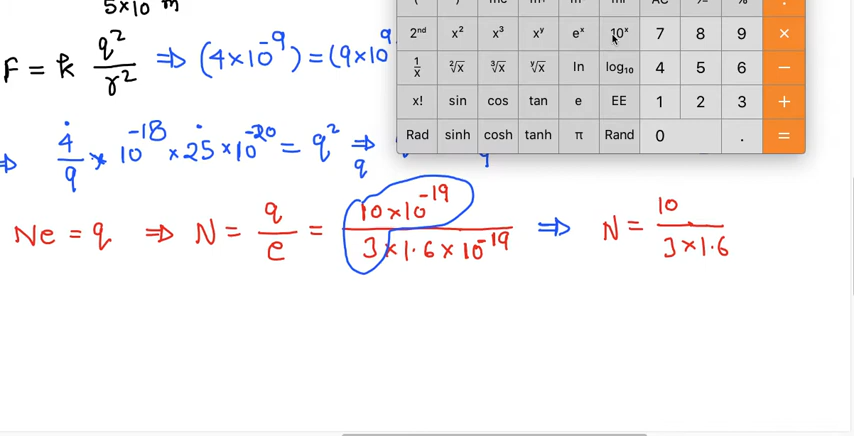 5×10 m
F = k q²/r² ⇒ (4×10⁻⁹) = (9×10⁹
2ⁿᵈ x² x³ xʸ eˣ 10ˣ 7 8 9 ×
1/x ²√x ³√x ʸ√x ln log₁₀ 4 5 6 −
x! sin cos tan e EE 1 2 3 +
Rad sinh cosh tanh π Rand 0 . =
⇒ 4/9 × 10⁻¹⁸ × 25 × 10⁻²⁰ = q² ⇒
q
Ne = q ⇒ N = q/e = 10×10⁻¹⁹/3×1.6×10⁻¹⁹ ⇒ N = 10/3×1.6